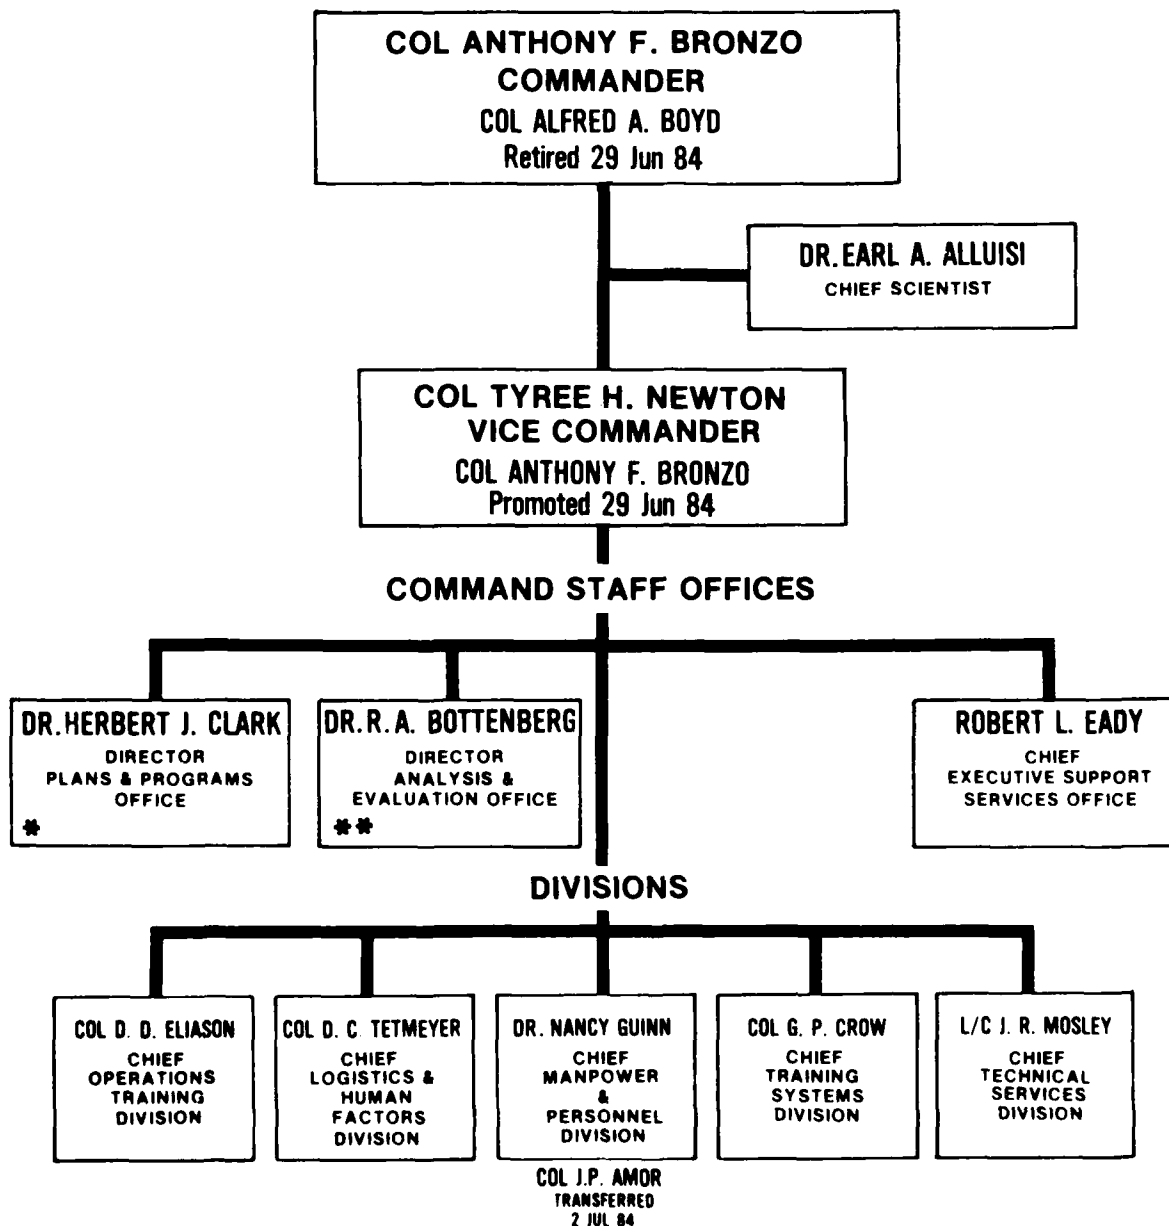 COL ANTHONY F. BRONZO
COMMANDER
COL ALFRED A. BOYD
Retired 29 Jun 84
DR. EARL A. ALLUISI
CHIEF SCIENTIST
COL TYREE H. NEWTON
VICE COMMANDER
COL ANTHONY F. BRONZO
Promoted 29 Jun 84
COMMAND STAFF OFFICES
DR. HERBERT J. CLARK
DIRECTOR
PLANS & PROGRAMS
OFFICE
*
DR. R. A. BOTTENBERG
DIRECTOR
ANALYSIS &
EVALUATION OFFICE
**
ROBERT L. EADY
CHIEF
EXECUTIVE SUPPORT
SERVICES OFFICE
DIVISIONS
COL D. D. ELIASON
CHIEF
OPERATIONS
TRAINING
DIVISION
COL D. C. TETMEYER
CHIEF
LOGISTICS &
HUMAN
FACTORS
DIVISION
DR. NANCY GUINN
CHIEF
MANPOWER
&
PERSONNEL
DIVISION
COL G. P. CROW
CHIEF
TRAINING
SYSTEMS
DIVISION
L/C J. R. MOSLEY
CHIEF
TECHNICAL
SERVICES
DIVISION
COL J.P. AMOR
TRANSFERRED
2 JUL 84